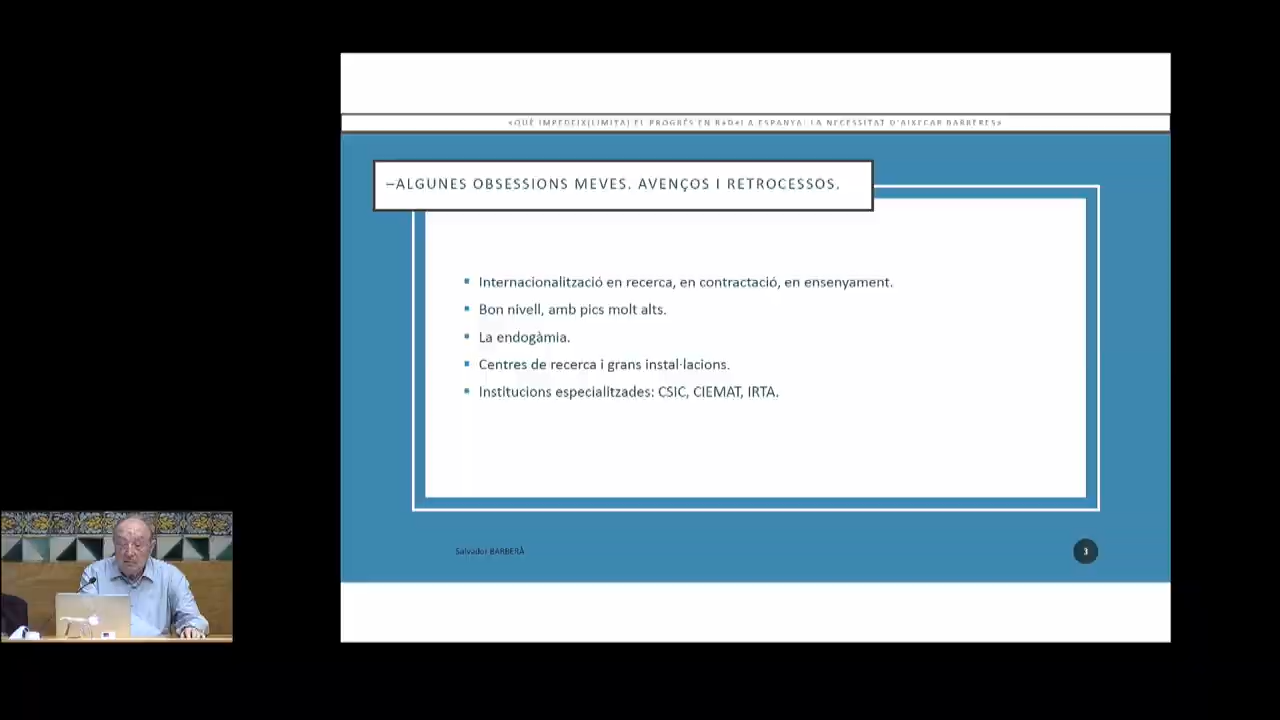 «QUÈ IMPEDEIX(LIMITA) EL PROGRÉS EN R+D+I A ESPANYA: LA NECESSITAT D'AIXECAR BARRERES»
–ALGUNES OBSESSIONS MEVES. AVENÇOS I RETROCESSOS.
Internacionalització en recerca, en contractació, en ensenyament.
Bon nivell, amb pics molt alts.
La endogàmia.
Centres de recerca i grans instal·lacions.
Institucions especialitzades: CSIC, CIEMAT, IRTA.
Salvador BARBERÀ
3